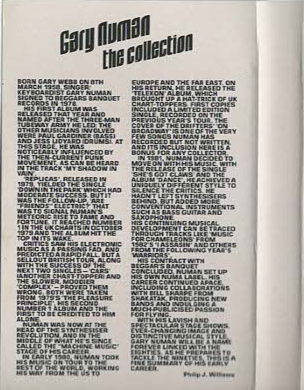 Gary Numan
the collection
BORN GARY WEBB ON 8TH
MARCH 1958, SINGER/
KEYBOARDIST GARY NUMAN
SIGNED TO BEGGARS BANQUET
RECORDS IN 1978.
HIS FIRST ALBUM WAS
RELEASED THAT YEAR AND
NAMED AFTER THE THREE-MAN
TUBEWAY ARMY HE LED. THE
OTHER MUSICIANS INVOLVED
WERE PAUL GARDINER (BASS)
AND JESS LIDYARD (DRUMS). AT
THIS STAGE, HE WAS
NOTICEABLY INFLUENCED BY
THE THEN-CURRENT PUNK
MOVEMENT, AS CAN BE HEARD
IN THE TRACK 'MY SHADOW IN
VAIN'.
'REPLICAS', RELEASED IN
1979, YIELDED THE SINGLE
'DOWN IN THE PARK' WHICH HAD
MODERATE SUCCESS. BUT IT
WAS THE FOLLOW-UP, 'ARE
'FRIENDS' ELECTRIC?' THAT
WAS TO SIGNAL NUMAN'S
METEORIC RISE TO FAME AND
FORTUNE. IT REACHED NUMBER
1 IN THE UK CHARTS IN
1979 AND THE ALBUM HIT THE
TOP IN ITS WAKE.
CRITICS SAW HIS ELECTRONIC
MUSIC AS A PASSING FAD, AND
PREDICTED A RAPID FALL. BUT A
SELLOUT BRITISH TOUR, ALONG
WITH THE SUCCESS OF THE
NEXT TWO SINGLES – 'CARS'
(ANOTHER CHART-TOPPER) AND
THE SLOWER, MOODIER
'COMPLEX' – PROVED THEM
WRONG. BOTH WERE TAKEN
FROM 1979'S THE PLEASURE
PRINCIPLE, HIS SECOND
NUMBER 1 ALBUM AND THE
FIRST TO BE CREDITED TO HIM
ALONE.
NUMAN WAS NOW AT THE
HEAD OF THE SYNTHESISER
REVOLUTION, AND IN THE
MIDDLE OF WHAT HE'S SINCE
CALLED THE "MACHINE MUSIC"
STAGE OF HIS CAREER.
IN EARLY 1980, NUMAN TOOK
HIS MUSIC ON TOUR TO THE
REST OF THE WORLD, WORKING
HIS WAY FROM THE US TO
EUROPE AND THE FAR EAST. ON
HIS RETURN, HE RELEASED THE
'TELEKON' ALBUM, WHICH
NOTCHED UP A HAT-TRICK OF UK
CHART-TOPPERS. FIRST COPIES
INCLUDED A LIMITED EDITION
SINGLE, RECORDED ON THE
PREVIOUS YEAR'S TOUR. THE
DRAMATIC, UNSETTLING 'ON
BROADWAY' IS ONE OF THE VERY
FEW SONGS NUMAN HAS
RECORDED BUT NOT WRITTEN,
AND ITS INCLUSION HERE IS A
BONUS FOR ANY COLLECTION.
IN 1981, NUMAN DECIDED TO
MOVE ON WITH HIS MUSIC. WITH
THE RELEASE OF THE SINGLE
'SHE'S GOT CLAWS' AND THE
ALBUM 'DANCE', HE ACHIEVED A
UNIQUELY DIFFERENT STYLE TO
SILENCE THE CRITICS. HE
DIDN'T LEAVE SYNTHESISERS
BEHIND, BUT ADDED MORE
CONVENTIONAL INSTRUMENTS
SUCH AS BASS GUITAR AND
SAXOPHONE.
HIS CONTINUING MUSICAL
DEVELOPMENT CAN BE TRACED
THROUGH TRACKS LIKE 'MUSIC
FOR CHAMELEONS' FROM
1982'S 'I ASSASSIN' AND OTHERS
FROM THE FOLLOWING YEAR'S
'WARRIORS'.
HIS CONTRACT WITH
BEGGARS BANQUET
CONCLUDED, NUMAN SET UP
HIS OWN NUMA LABEL. HIS
CAREER CONTINUED APACE,
INCLUDING COLLABORATIONS
WITH BILL SHARPE FROM
SHAKATAK, PRODUCING NEW
BANDS AND INDULGING A
MUCH-PUBLICISED PASSION
FOR FLYING.
WITH HIS LAVISH AND
SPECTACULAR STAGE SHOWS,
EVER-CHANGING IMAGE AND
INNOVATIVE MUSICAL STYLE,
GARY NUMAN WILL BE A NAME
FOREVER LINKED WITH THE
EIGHTIES. AS HE PREPARES TO
TACKLE THE NINETIES, THIS IS A
FINE SUMMARY OF HIS EARLY
CAREER.
Philip J. Williams